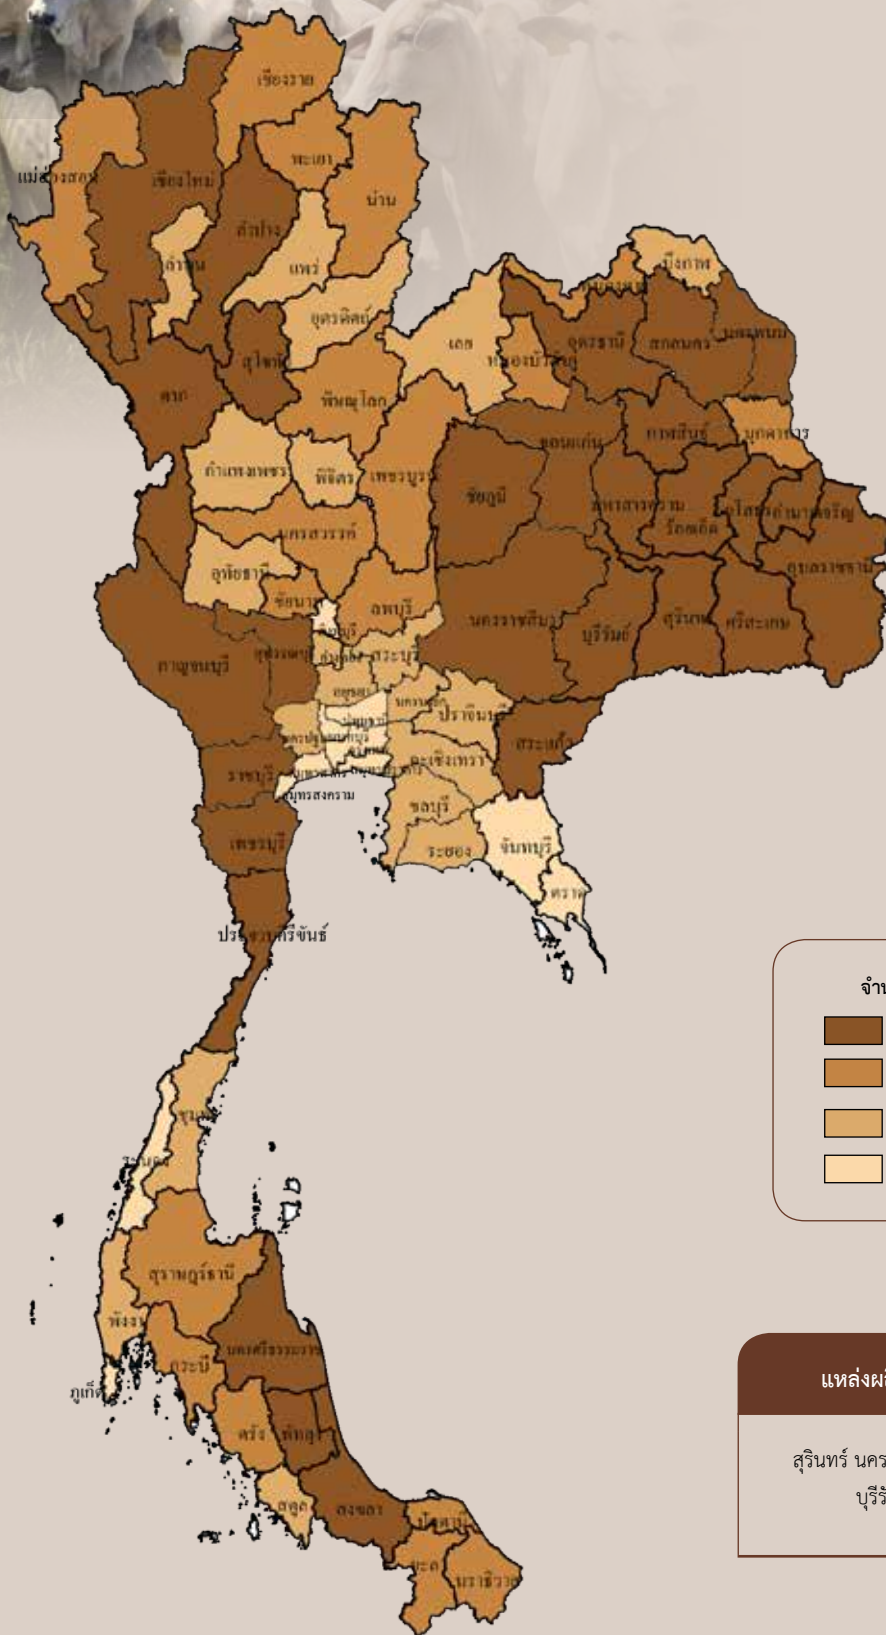 เชียงราย
พะเยา
แม่ฮ่องสอน
เชียงใหม่
น่าน
ลำปาง
ลำพูน
แพร่
บึงกาฬ
อุตรดิตถ์
เลย
อุดรธานี
สกลนคร
นครพนม
สุโขทัย
หนองบัวลำภู
ตาก
พิษณุโลก
ขอนแก่น
กาฬสินธุ์
มุกดาหาร
กำแพงเพชร
พิจิตร
เพชรบูรณ์
ชัยภูมิ
มหาสารคาม
ร้อยเอ็ด
ยโสธร
อำนาจเจริญ
นครสวรรค์
อุบลราชธานี
อุทัยธานี
ชัยนาท
ลพบุรี
นครราชสีมา
บุรีรัมย์
สุรินทร์
ศรีสะเกษ
กาญจนบุรี
สุพรรณบุรี
สระบุรี
อยุธยา
ปราจีนบุรี
สระแก้ว
ฉะเชิงเทรา
ราชบุรี
สมุทรสงคราม
ชลบุรี
เพชรบุรี
ระยอง
จันทบุรี
ตราด
ประจวบคีรีขันธ์
จำน
ชุมพร
ระนอง
สุราษฎร์ธานี
พังงา
นครศรีธรรมราช
กระบี่
ภูเก็ต
แหล่งผลิ
ตรัง
พัทลุง
สุรินทร์ นคร
บุรีรั
สตูล
สงขลา
ปัตตานี
ยะลา
นราธิวาส